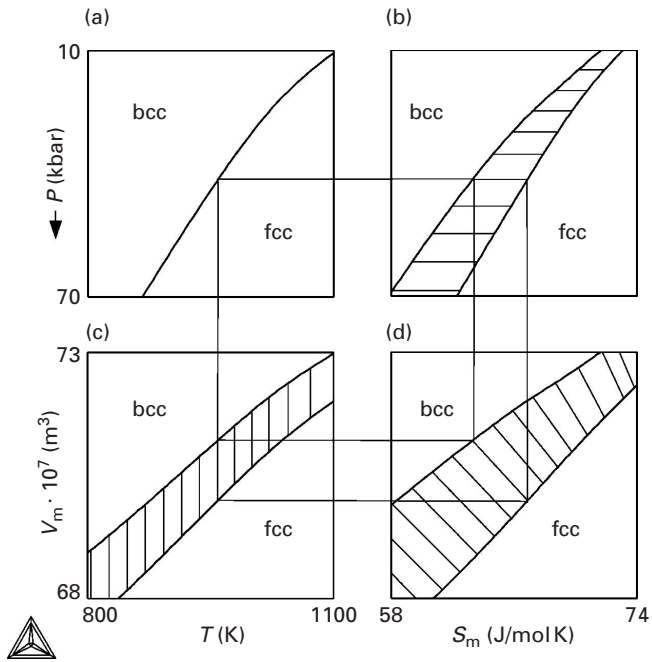 (a) (b)
10
bcc bcc
P (kbar)
fcc fcc
70
(c) (d)
73
bcc bcc
Vm · 10⁷ (m³)
fcc fcc
68
800 1100 58 74
T (K) Sm (J/mol K)